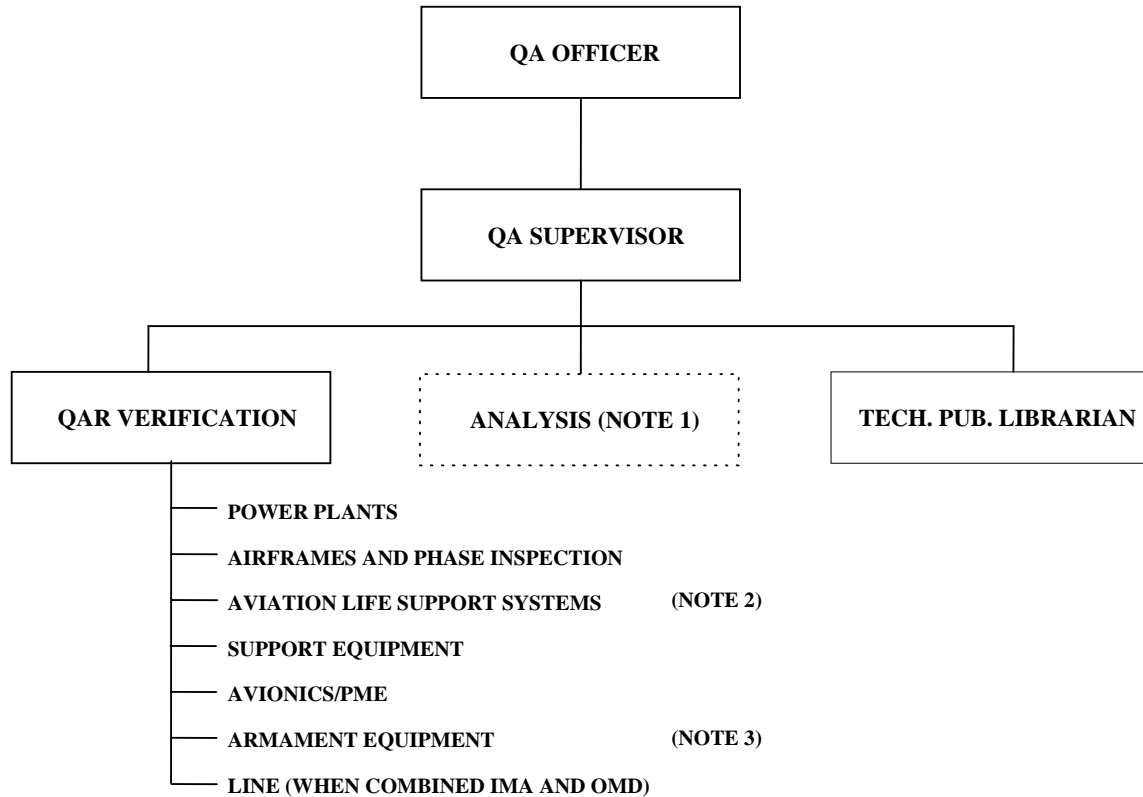 QA OFFICER
QA SUPERVISOR
QAR VERIFICATION
ANALYSIS (NOTE 1)
TECH. PUB. LIBRARIAN
POWER PLANTS
AIRFRAMES AND PHASE INSPECTION
AVIATION LIFE SUPPORT SYSTEMS (NOTE 2)
SUPPORT EQUIPMENT
AVIONICS/PME
ARMAMENT EQUIPMENT (NOTE 3)
LINE (WHEN COMBINED IMA AND OMD)